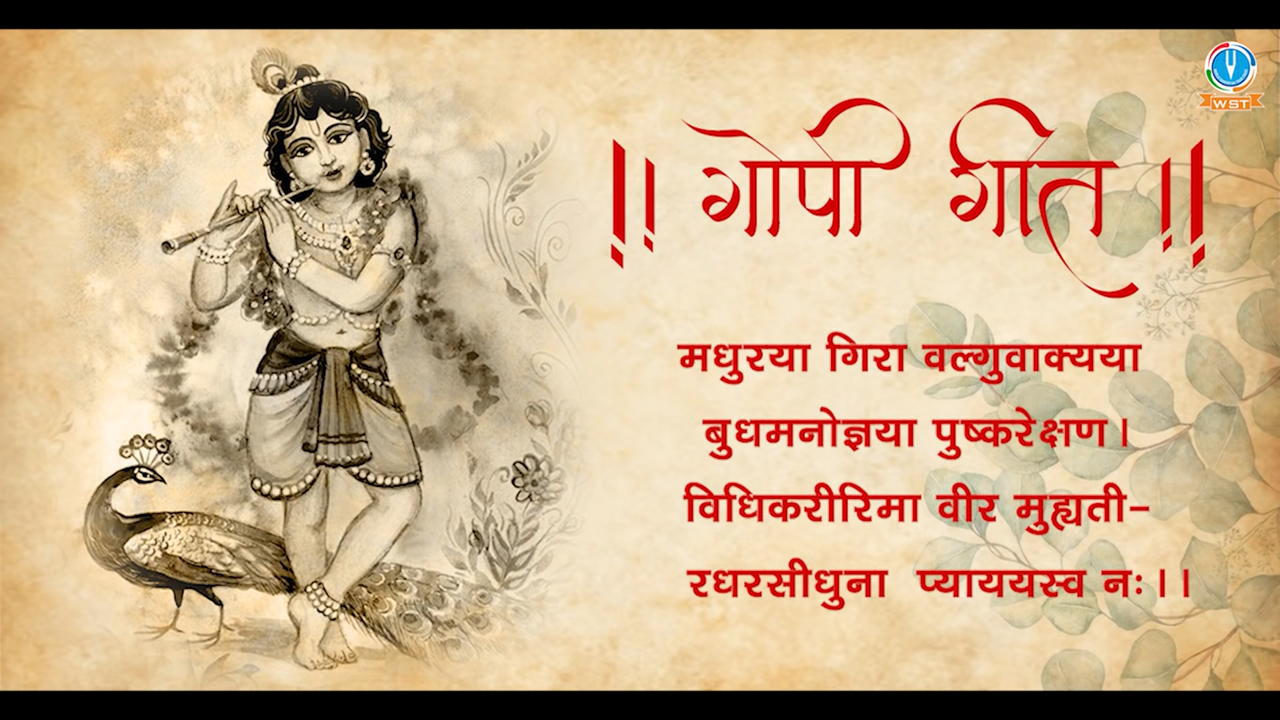 WST
॥ गोपी गीत ॥
मधुरया गिरा वल्गुवाक्यया
बुधमनोज्ञया पुष्करेक्षण।
विधिकरीरिमा वीर मुह्यती-
रधरसीधुना प्याययस्व नः।।